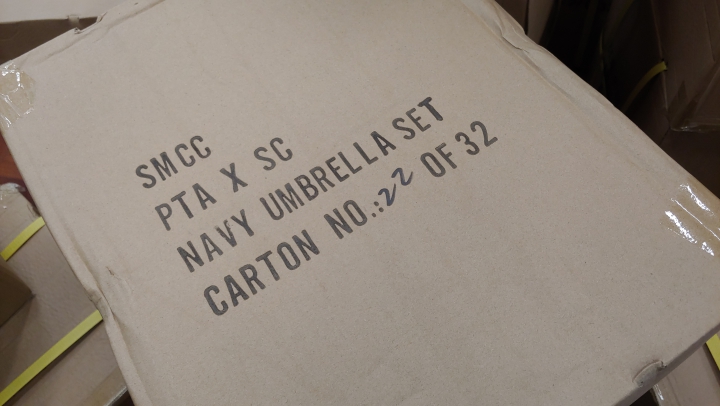 SMCC
PTA X SC
NAVY UMBRELLA SET
CARTON NO.:22 OF 32